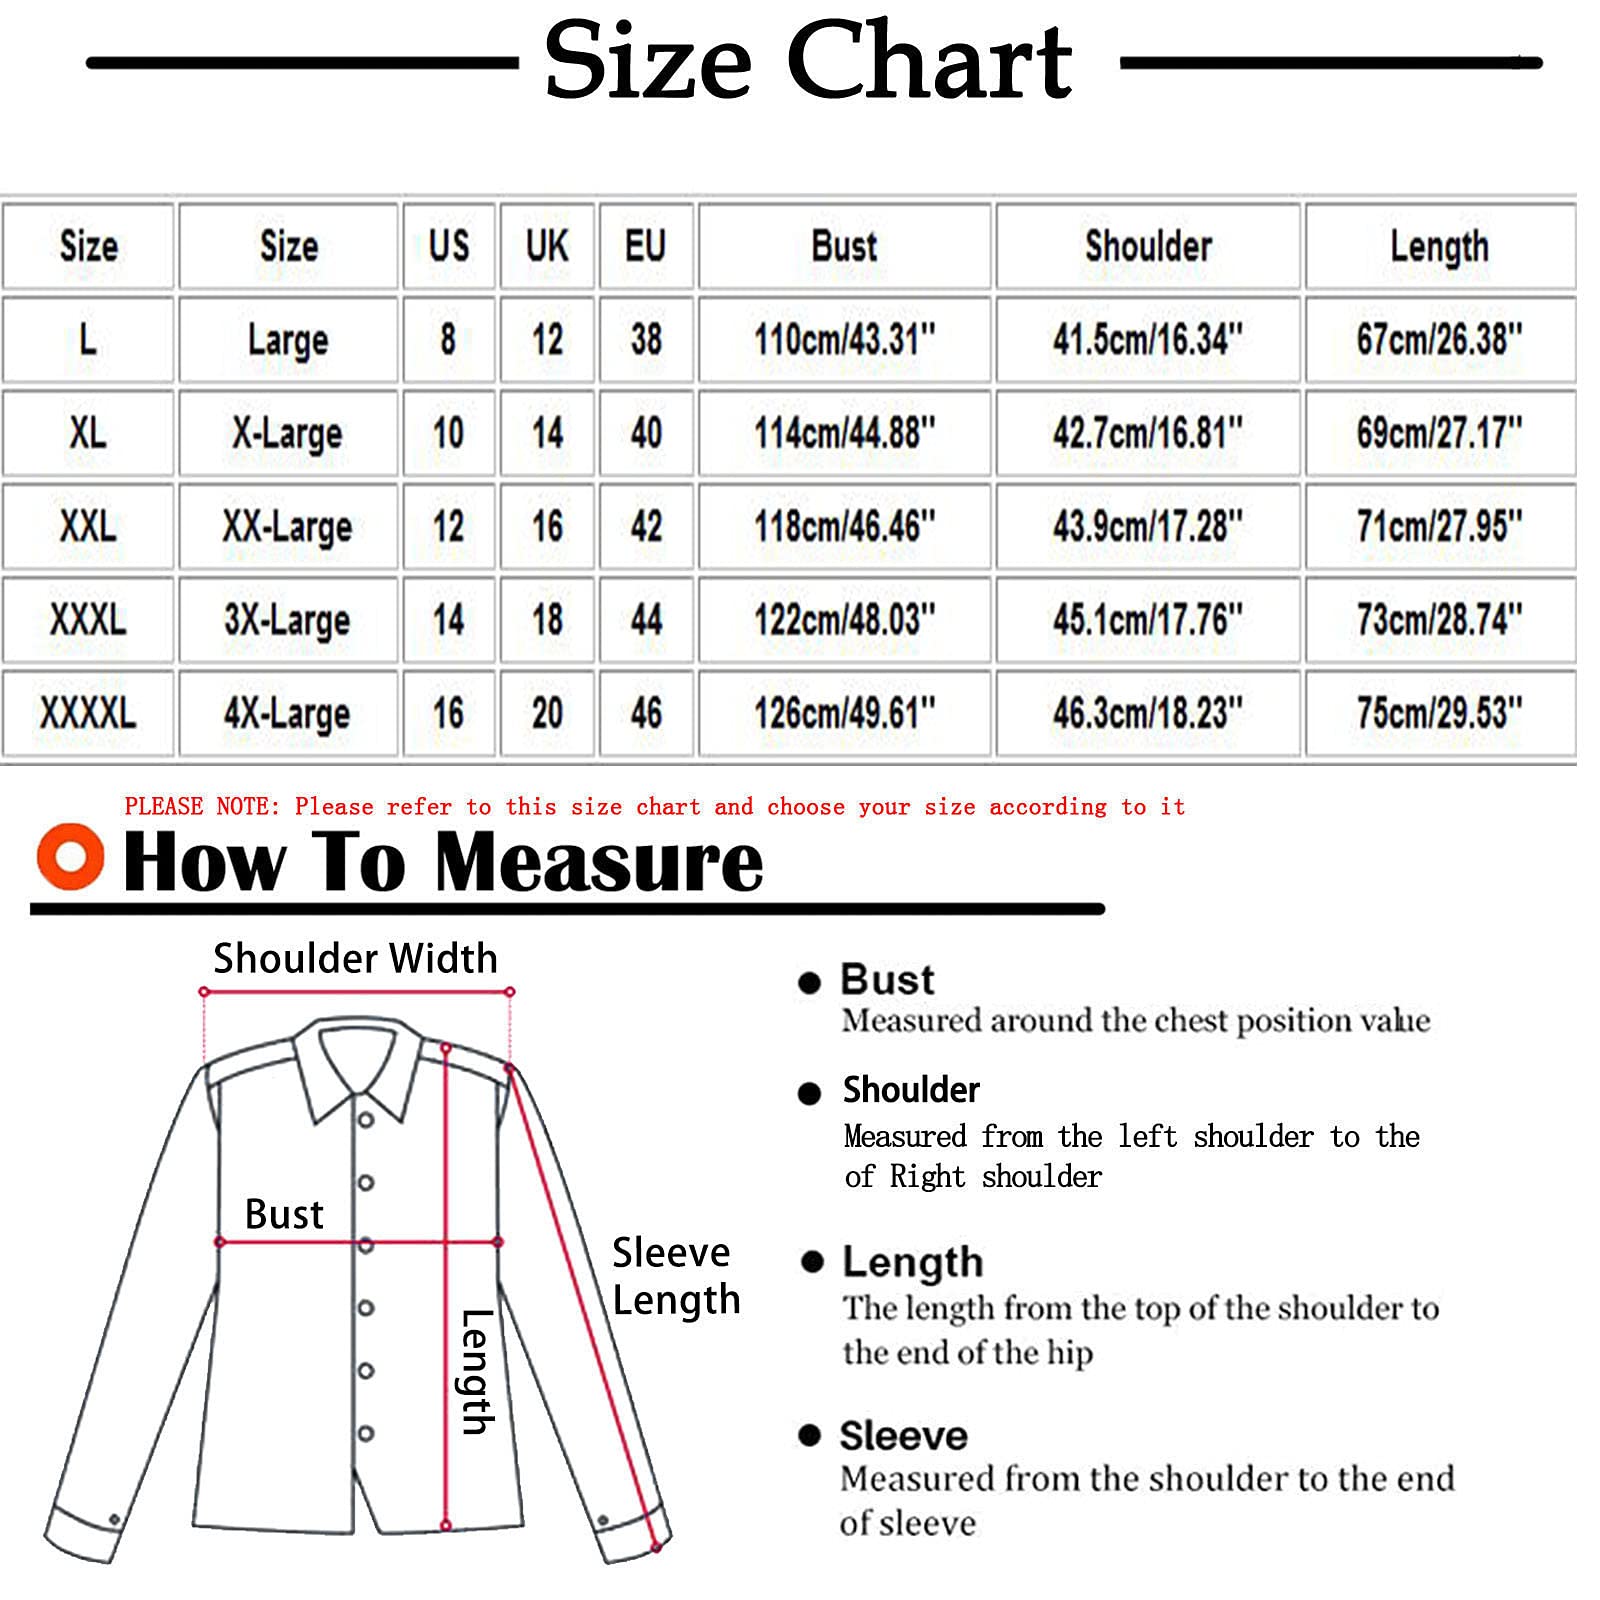 Size Chart
Size Size US UK EU Bust Shoulder Length
L Large 8 12 38 110cm/43.31" 41.5cm/16.34" 67cm/26.38"
XL X-Large 10 14 40 114cm/44.88" 42.7cm/16.81" 69cm/27.17"
XXL XX-Large 12 16 42 118cm/46.46" 43.9cm/17.28" 71cm/27.95"
XXXL 3X-Large 14 18 44 122cm/48.03" 45.1cm/17.76" 73cm/28.74"
XXXXL 4X-Large 16 20 46 126cm/49.61" 46.3cm/18.23" 75cm/29.53"
PLEASE NOTE: Please refer to this size chart and choose your size according to it
How To Measure
Shoulder Width
Bust
Length
Sleeve
Length
Bust
Measured around the chest position value
Shoulder
Measured from the left shoulder to the
of Right shoulder
Length
The length from the top of the shoulder to
the end of the hip
Sleeve
Measured from the shoulder to the end
of sleeve